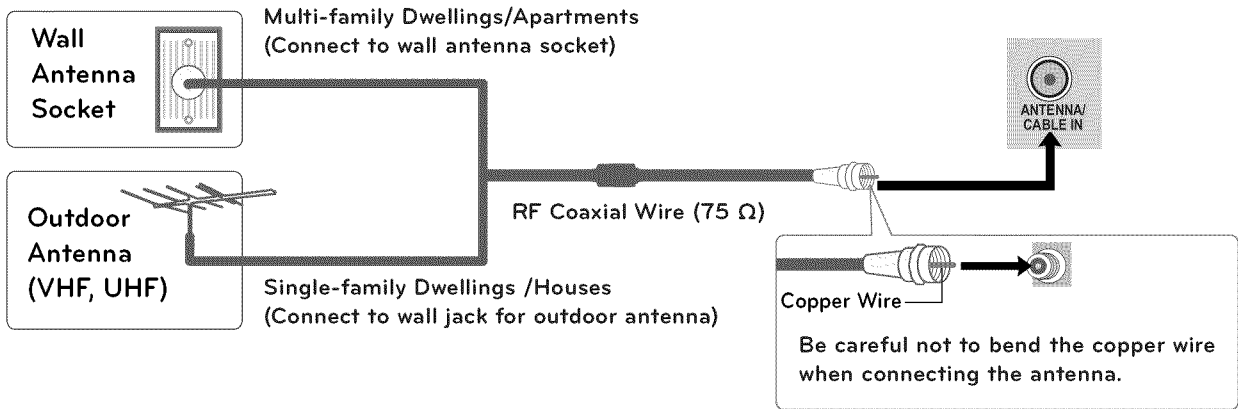 Wall
Antenna
Socket
Multi-family Dwellings/Apartments
(Connect to wall antenna socket)
ANTENNA/
CABLE IN
RF Coaxial Wire (75 Ω)
Outdoor
Antenna
(VHF, UHF)
Single-family Dwellings /Houses
(Connect to wall jack for outdoor antenna)
Copper Wire
Be careful not to bend the copper wire
when connecting the antenna.